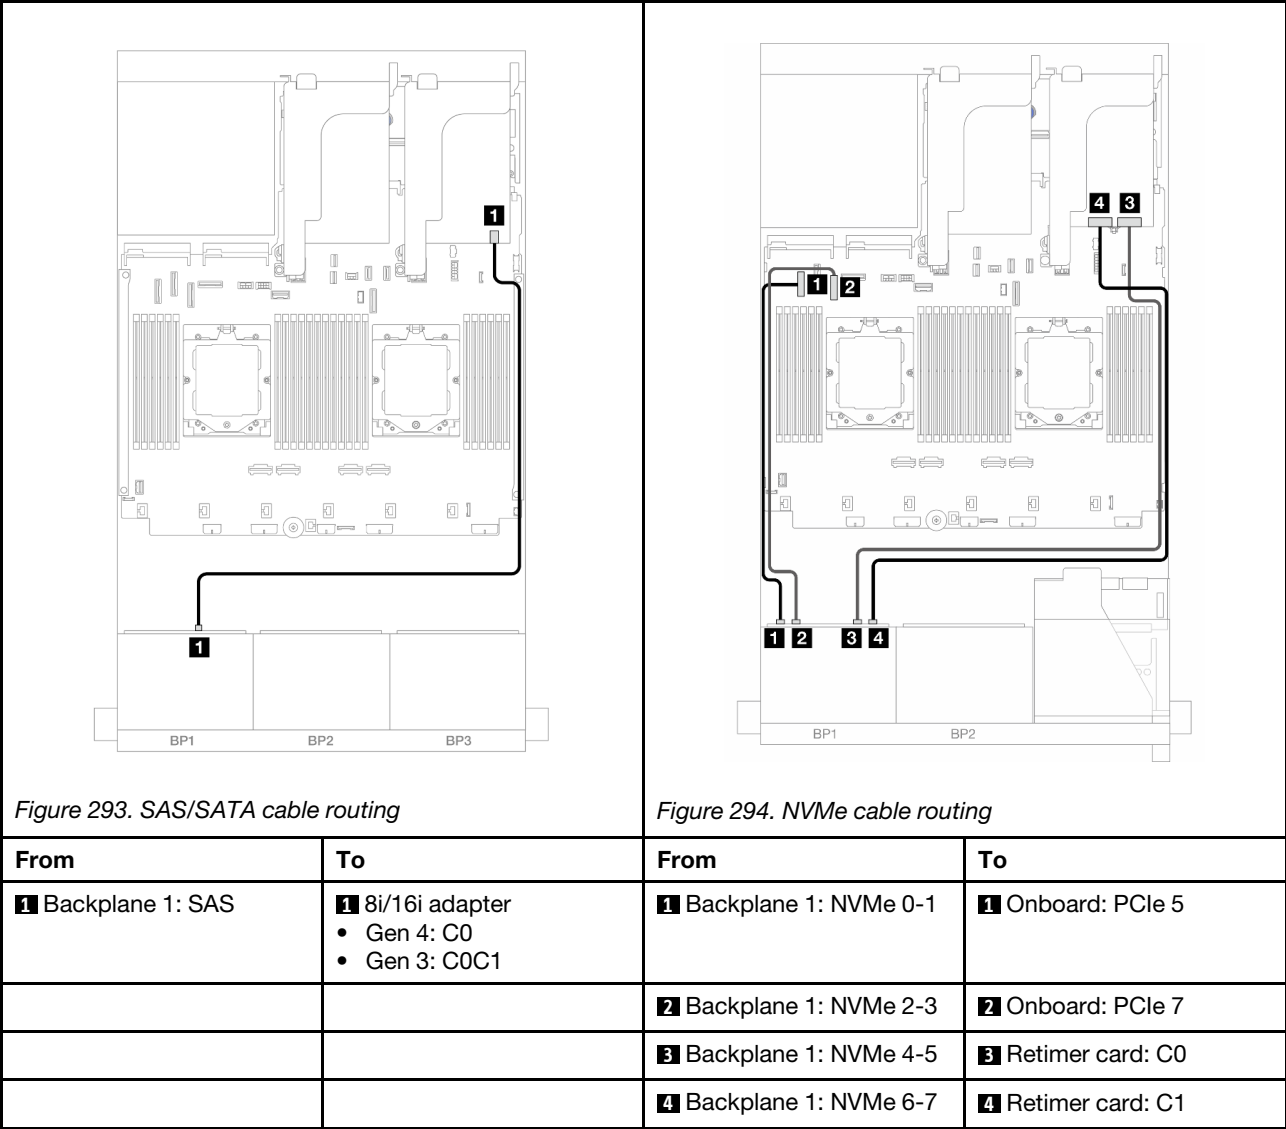 1
1
BP1 BP2 BP3
Figure 293. SAS/SATA cable routing
4 3
1 2
1 2 3 4
BP1 BP2
Figure 294. NVMe cable routing
From To From To
1 Backplane 1: SAS 1 8i/16i adapter 1 Backplane 1: NVMe 0-1 1 Onboard: PCIe 5
• Gen 4: C0
• Gen 3: C0C1
2 Backplane 1: NVMe 2-3 2 Onboard: PCIe 7
3 Backplane 1: NVMe 4-5 3 Retimer card: C0
4 Backplane 1: NVMe 6-7 4 Retimer card: C1